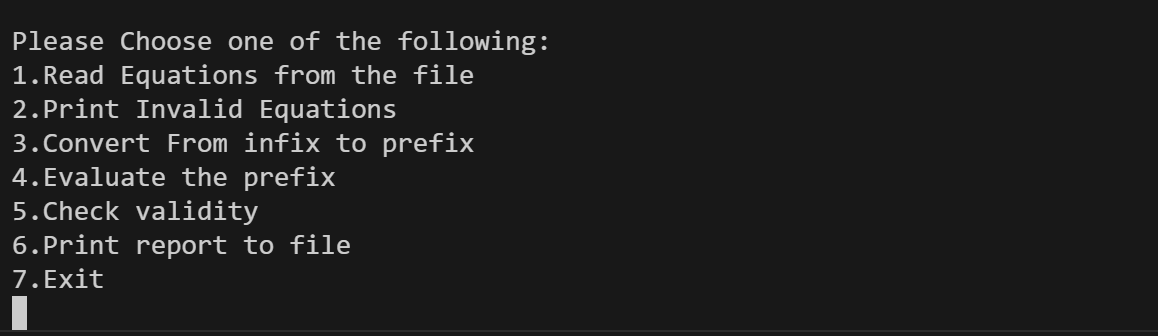 Please Choose one of the following:
1.Read Equations from the file
2.Print Invalid Equations
3.Convert From infix to prefix
4.Evaluate the prefix
5.Check validity
6.Print report to file
7.Exit